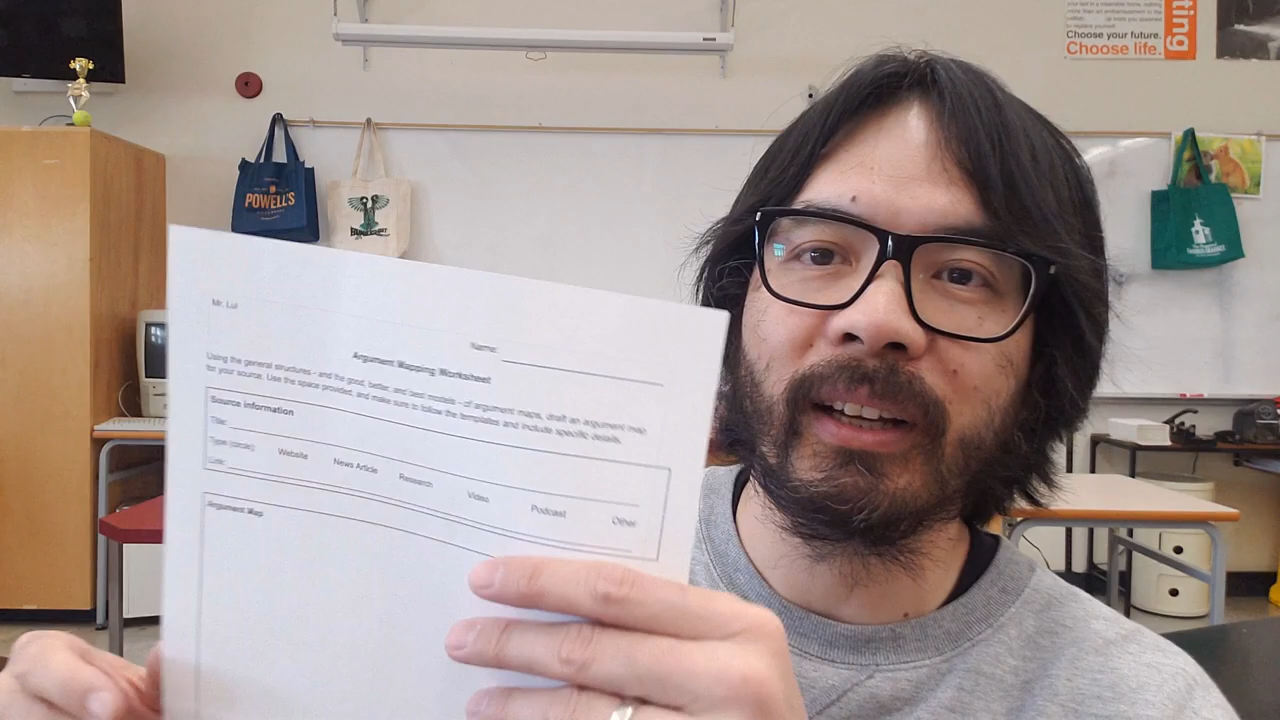 Choose your future.
Choose life.
ting
POWELL'S
Mr. Lui
Name:
Argument Mapping Worksheet
Using the general structures - and the good, better, and best models - of argument maps, draft an argument map
for your source. Use the space provided, and make sure to follow the templates and include specific details.
Source information
Title:
Type (circle): Website News Article Research Video Podcast Other
Link:
Argument Map